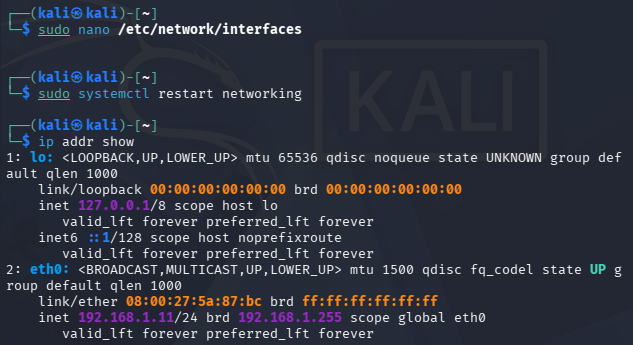 ┌──(kali㉿kali)-[~]
└─$ sudo nano /etc/network/interfaces
┌──(kali㉿kali)-[~]
└─$ sudo systemctl restart networking
┌──(kali㉿kali)-[~]
└─$ ip addr show
1: lo: <LOOPBACK,UP,LOWER_UP> mtu 65536 qdisc noqueue state UNKNOWN group def
ault qlen 1000
    link/loopback 00:00:00:00:00:00 brd 00:00:00:00:00:00
    inet 127.0.0.1/8 scope host lo
       valid_lft forever preferred_lft forever
    inet6 ::1/128 scope host noprefixroute
       valid_lft forever preferred_lft forever
2: eth0: <BROADCAST,MULTICAST,UP,LOWER_UP> mtu 1500 qdisc fq_codel state UP g
roup default qlen 1000
    link/ether 08:00:27:5a:87:bc brd ff:ff:ff:ff:ff:ff
    inet 192.168.1.11/24 brd 192.168.1.255 scope global eth0
       valid_lft forever preferred_lft forever
KALI